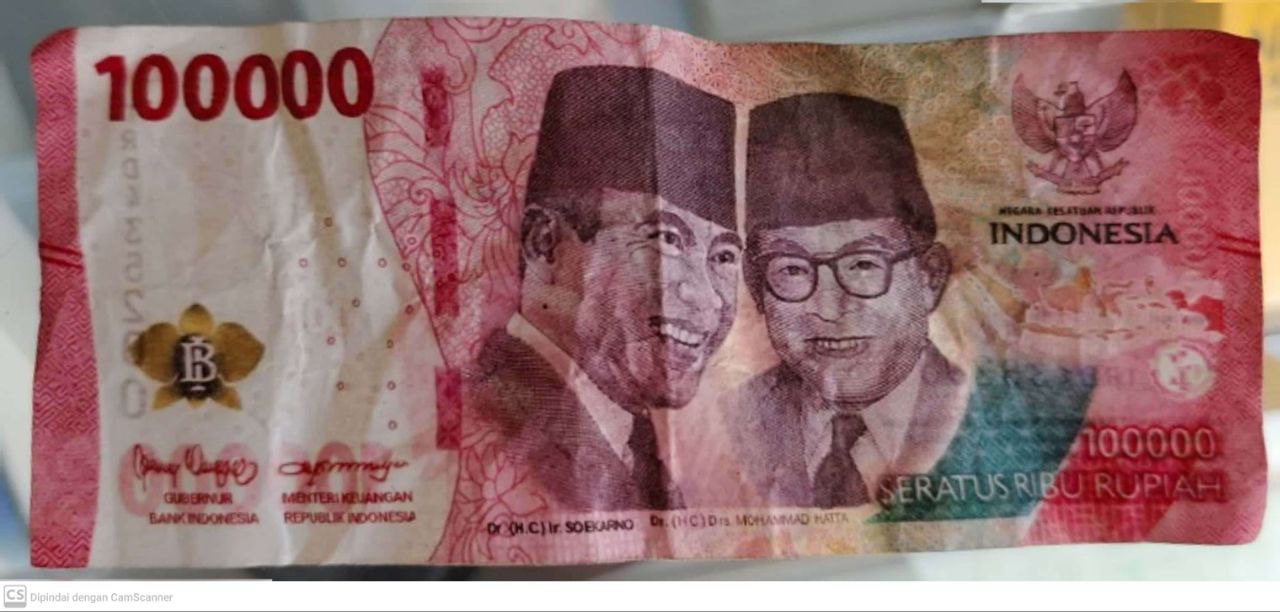 100000
NEGARA KESATUAN REPUBLIK
INDONESIA
B
100000
SERATUS RIBU RUPIAH
GUBERNUR
BANK INDONESIA
MENTERI KEUANGAN
REPUBLIK INDONESIA
Dr. (H.C.) Ir. SOEKARNO
Dr. (H.C.) Drs. MOHAMMAD HATTA
CS Dipindai dengan CamScanner